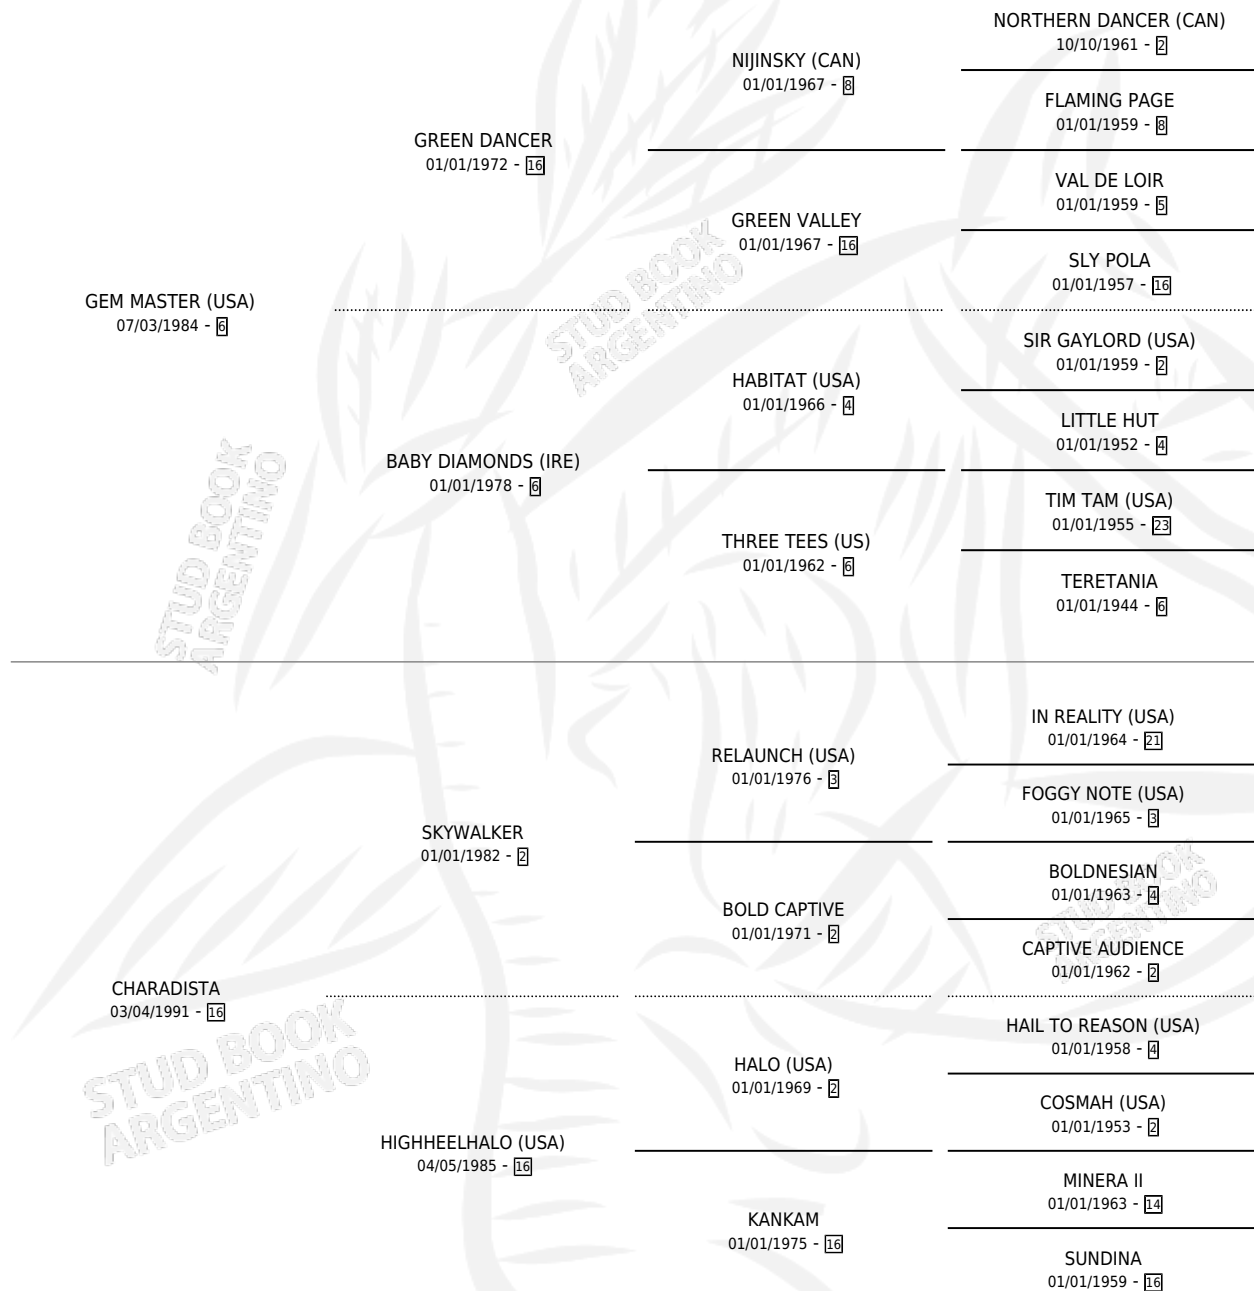 NORTHERN DANCER (CAN)
10/10/1961 - 2
NIJINSKY (CAN)
01/01/1967 - 8
FLAMING PAGE
01/01/1959 - 8
GREEN DANCER
01/01/1972 - 16
VAL DE LOIR
01/01/1959 - 5
GREEN VALLEY
01/01/1967 - 16
SLY POLA
01/01/1957 - 16
GEM MASTER (USA)
07/03/1984 - 6
SIR GAYLORD (USA)
01/01/1959 - 2
HABITAT (USA)
01/01/1966 - 4
LITTLE HUT
01/01/1952 - 4
BABY DIAMONDS (IRE)
01/01/1978 - 6
TIM TAM (USA)
01/01/1955 - 23
THREE TEES (US)
01/01/1962 - 6
TERETANIA
01/01/1944 - 6
STUD BOOK
ARGENTINO
STUD BOOK
ARGENTINO
IN REALITY (USA)
01/01/1964 - 21
RELAUNCH (USA)
01/01/1976 - 3
FOGGY NOTE (USA)
01/01/1965 - 3
SKYWALKER
01/01/1982 - 2
BOLDNESIAN
01/01/1963 - 4
BOLD CAPTIVE
01/01/1971 - 2
CAPTIVE AUDIENCE
01/01/1962 - 2
STUD BOOK
ARGENTINO
CHARADISTA
03/04/1991 - 16
HAIL TO REASON (USA)
01/01/1958 - 4
HALO (USA)
01/01/1969 - 2
COSMAH (USA)
01/01/1953 - 2
HIGHHEELHALO (USA)
04/05/1985 - 16
MINERA II
01/01/1963 - 14
KANKAM
01/01/1975 - 16
SUNDINA
01/01/1959 - 16
STUD BOOK
ARGENTINO